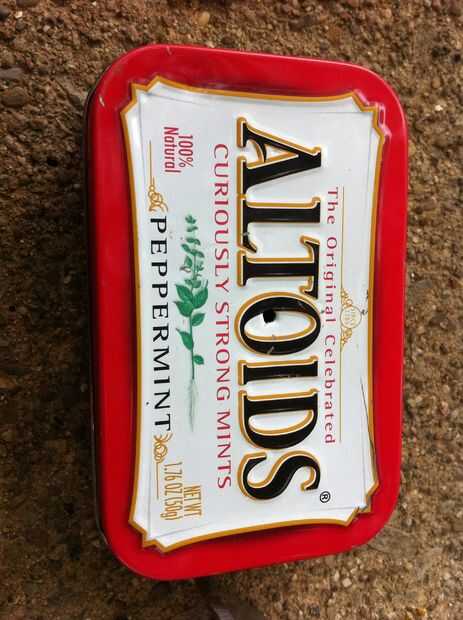 The Original Celebrated
ALTOIDS®
CURIOUSLY STRONG MINTS
100%
Natural
PEPPERMINT
NET WT
1.76 OZ (50g)